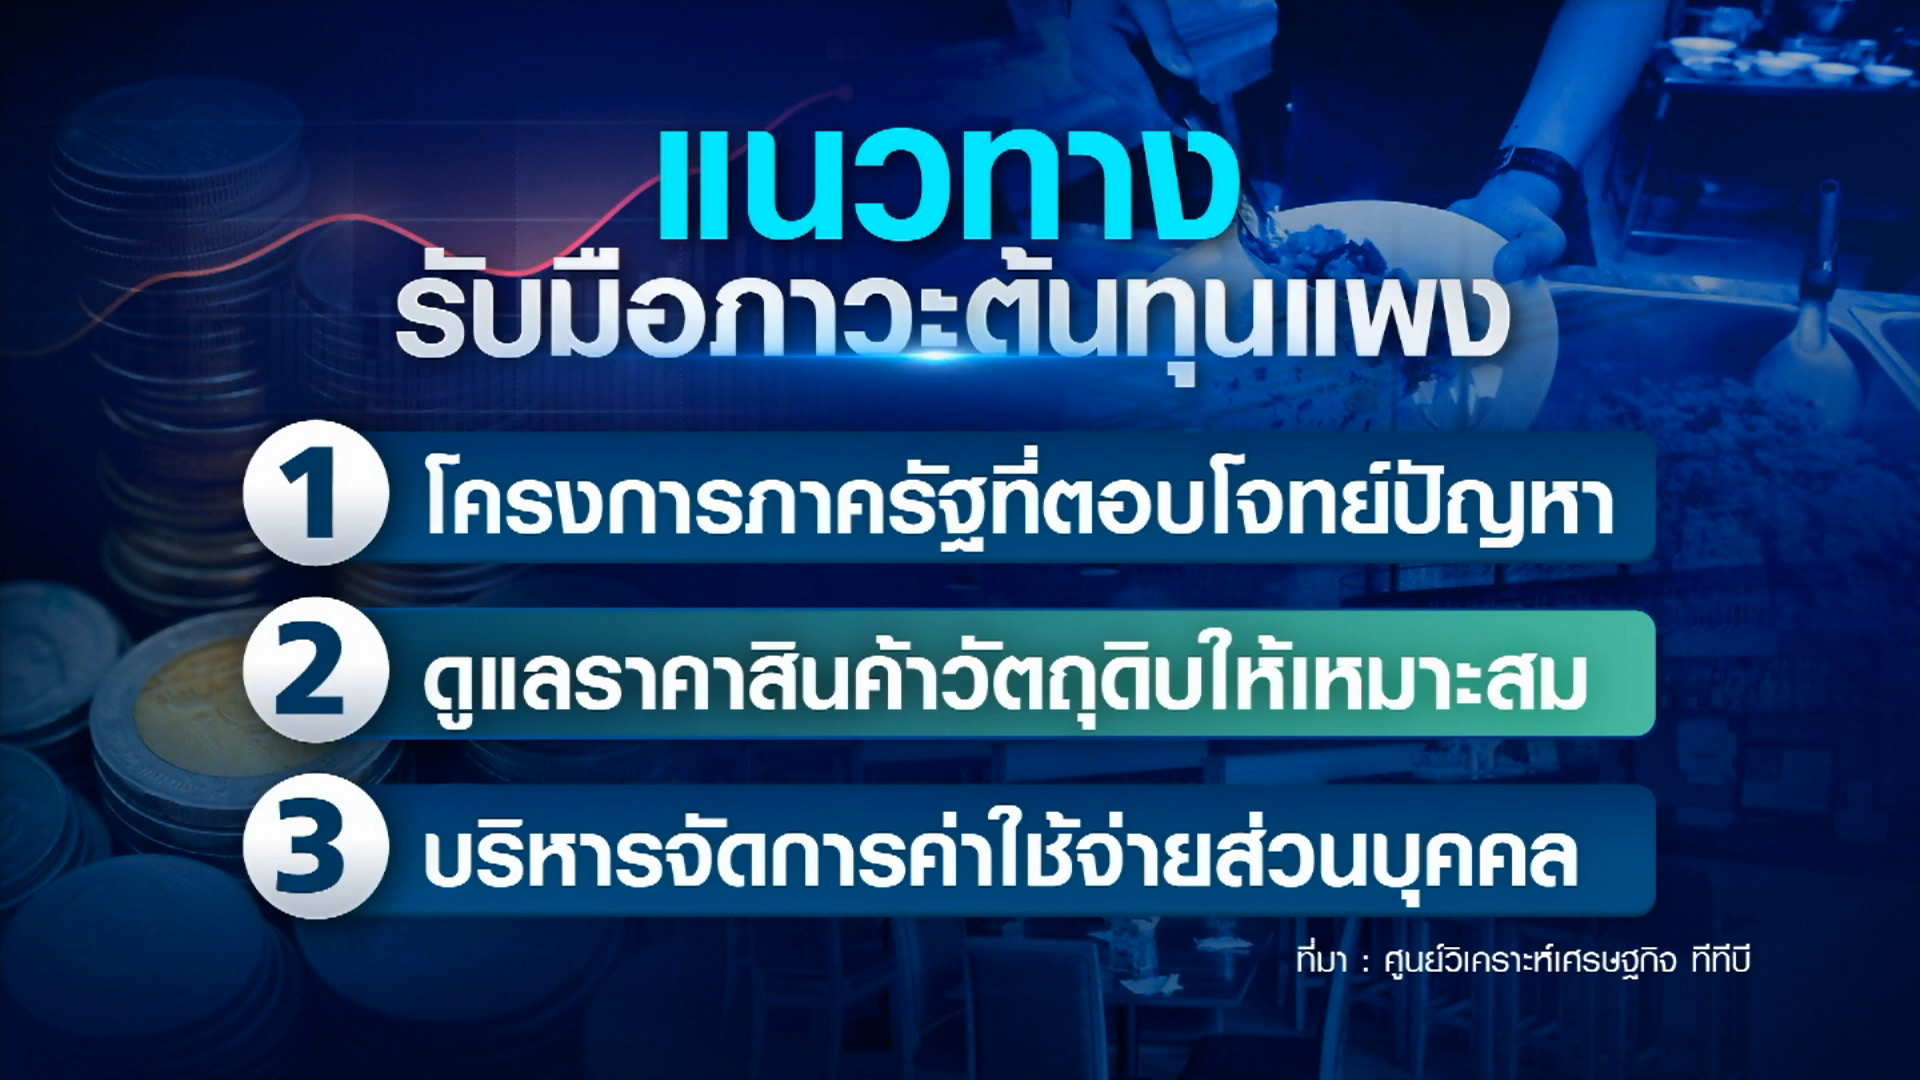 แนวทาง
รับมือภาวะต้นทุนแพง
1 โครงการภาครัฐที่ตอบโจทย์ปัญหา
2 ดูแลราคาสินค้าวัตถุดิบให้เหมาะสม
3 บริหารจัดการค่าใช้จ่ายส่วนบุคคล
ที่มา : ศูนย์วิเคราะห์เศรษฐกิจ ทีทีบี